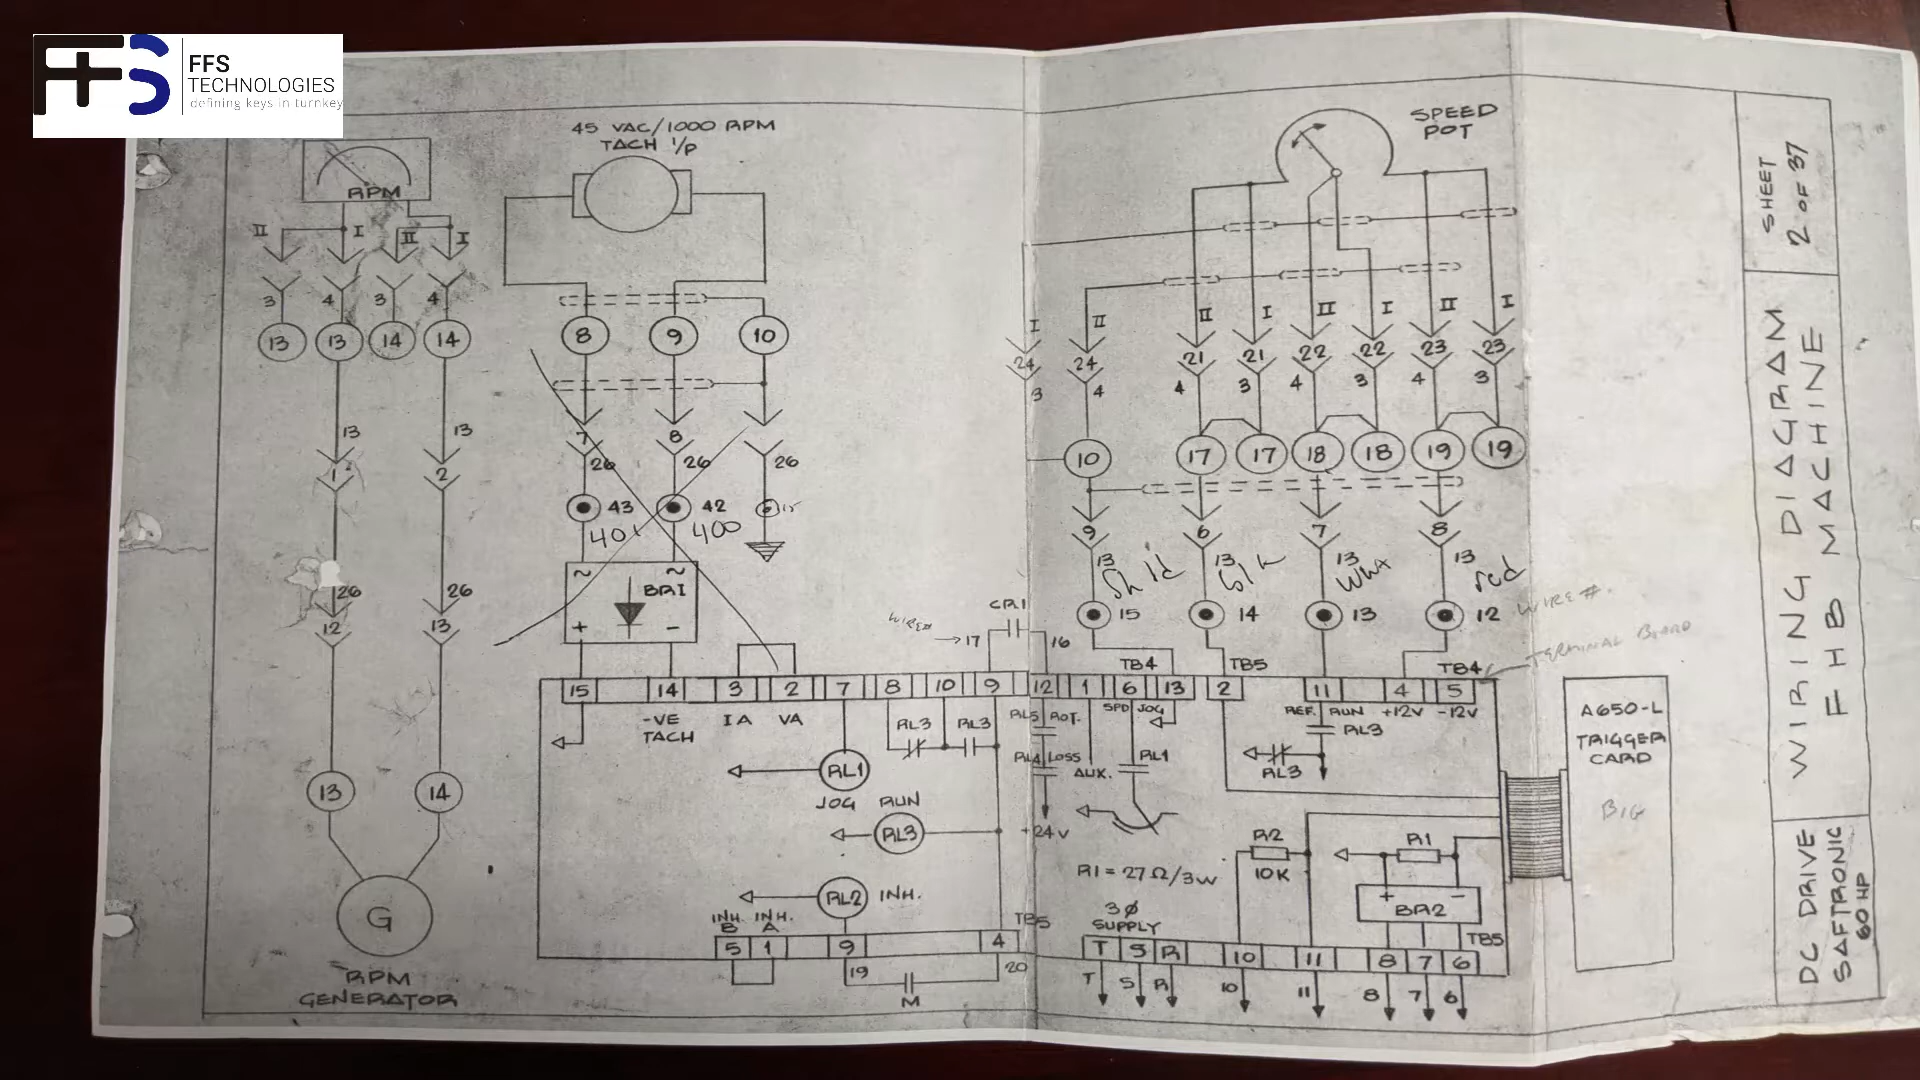 FFS
TECHNOLOGIES
defining keys in turnkey
45 VAC/1000 RPM
TACH I/P
SPEED
POT
RPM
II I II I
3 4 3 4
13 13 14 14
8 9 10
I II II I II I II I
24 24 21 21 22 22 23 23
3 4 4 3 4 3 4 3
10 17 17 18 18 19 19
13 13
1 2
7 8
26 26 26
43 42 15
401 400
9 6 7 8
13 13 13 13
Shld blk red
15 14 13 12 WIRE #.
TERMINAL BOARD
26 26
12 13
~ ~
BR1
+ -
WIRE#
17 CR1 16
TB4 TB5 TB4
15 14 3 2 7 8 10 9 12 1 6 13 2 11 4 5
-VE
TACH
IA VA
RL3 RL3
RL5 ROT.
RL4 LOSS
AUX.
SPD JOG
RL1
REF. RUN +12V -12V
RL3
RL3
RL1
JOG
RUN
RL3
+24V
RL2 INH.
R1 = 27Ω/3W
R2
10K
R1
+ -
BR2
INH. INH.
B A
5 1 9 4
TB5
19 20
M
3Ø
SUPPLY
T S R 10 11 8 7 6
TB5
T S R 10 11 8 7 6
13 14
G
RPM
GENERATOR
A650-L
TRIGGER
CARD
BIG
SHEET
2 OF 37
WIRING DIAGRAM
FHB MACHINE
DC DRIVE
SAFTRONIC
60 HP